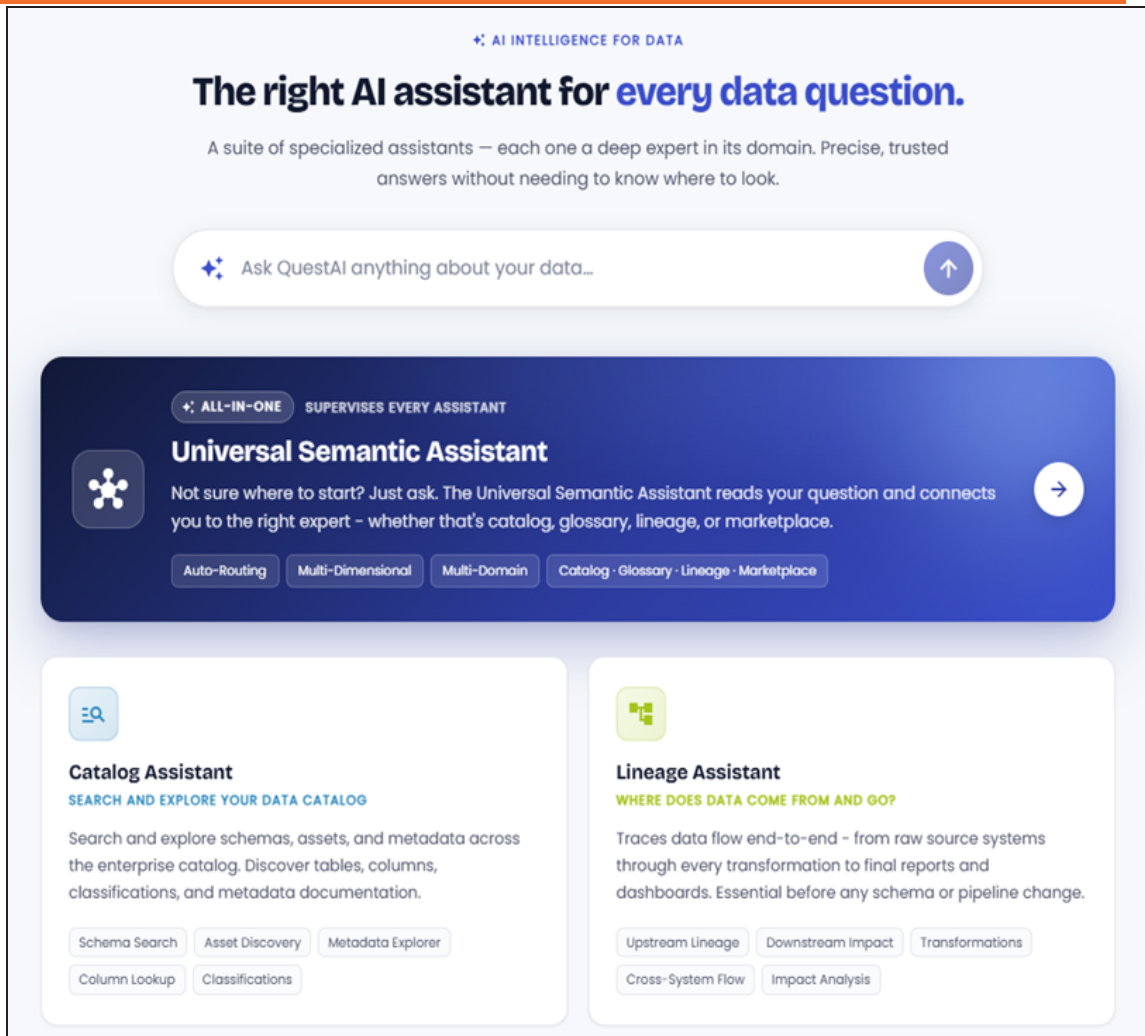 AI INTELLIGENCE FOR DATA
The right AI assistant for every data question.
A suite of specialized assistants — each one a deep expert in its domain. Precise, trusted
answers without needing to know where to look.
Ask QuestAI anything about your data...
ALL-IN-ONE SUPERVISES EVERY ASSISTANT
Universal Semantic Assistant
Not sure where to start? Just ask. The Universal Semantic Assistant reads your question and connects
you to the right expert - whether that's catalog, glossary, lineage, or marketplace.
Auto-Routing Multi-Dimensional Multi-Domain Catalog · Glossary · Lineage · Marketplace
Catalog Assistant
SEARCH AND EXPLORE YOUR DATA CATALOG
Search and explore schemas, assets, and metadata across
the enterprise catalog. Discover tables, columns,
classifications, and metadata documentation.
Schema Search Asset Discovery Metadata Explorer
Column Lookup Classifications
Lineage Assistant
WHERE DOES DATA COME FROM AND GO?
Traces data flow end-to-end - from raw source systems
through every transformation to final reports and
dashboards. Essential before any schema or pipeline change.
Upstream Lineage Downstream Impact Transformations
Cross-System Flow Impact Analysis